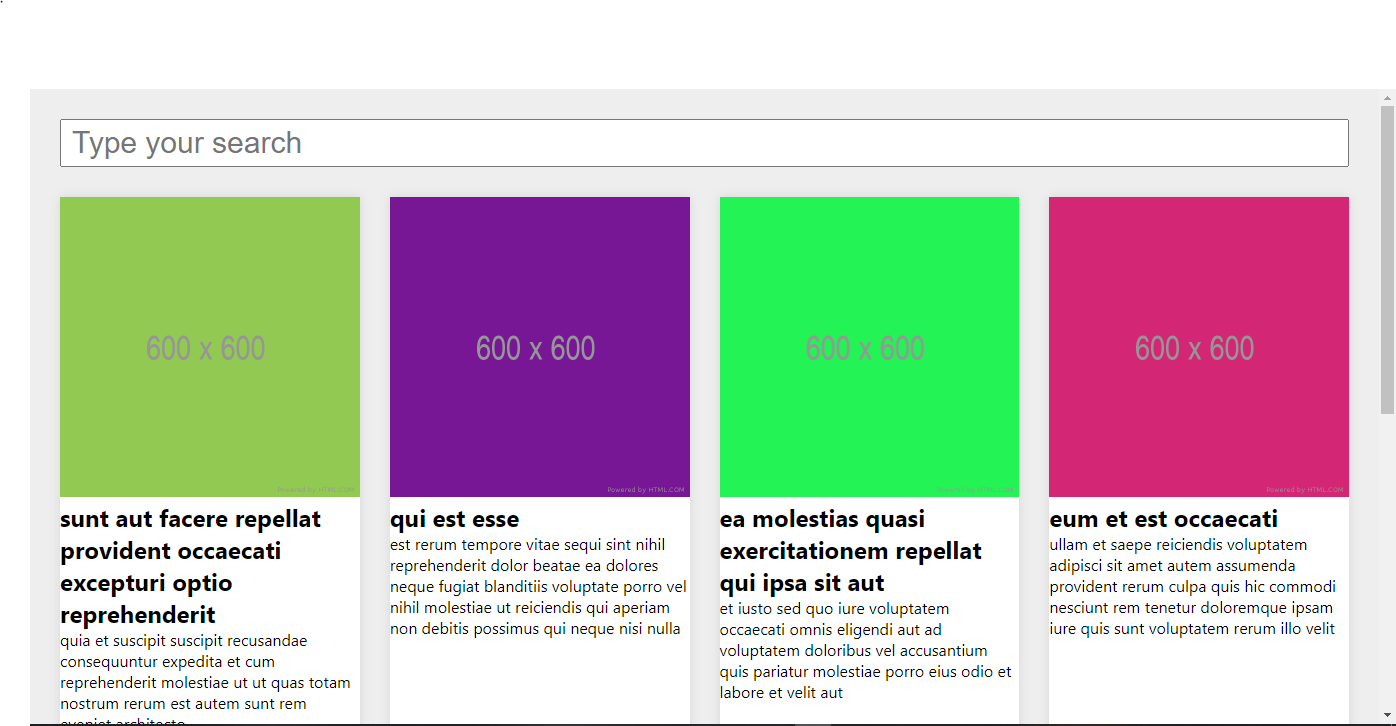 Type your search
600 x 600
Powered by HTML.COM
sunt aut facere repellat
provident occaecati
excepturi optio
reprehenderit
quia et suscipit suscipit recusandae
consequuntur expedita et cum
reprehenderit molestiae ut ut quas totam
nostrum rerum est autem sunt rem
eveniet architecto
600 x 600
Powered by HTML.COM
qui est esse
est rerum tempore vitae sequi sint nihil
reprehenderit dolor beatae ea dolores
neque fugiat blanditiis voluptate porro vel
nihil molestiae ut reiciendis qui aperiam
non debitis possimus qui neque nisi nulla
600 x 600
Powered by HTML.COM
ea molestias quasi
exercitationem repellat
qui ipsa sit aut
et iusto sed quo iure voluptatem
occaecati omnis eligendi aut ad
voluptatem doloribus vel accusantium
quis pariatur molestiae porro eius odio et
labore et velit aut
600 x 600
Powered by HTML.COM
eum et est occaecati
ullam et saepe reiciendis voluptatem
adipisci sit amet autem assumenda
provident rerum culpa quis hic commodi
nesciunt rem tenetur doloremque ipsam
iure quis sunt voluptatem rerum illo velit